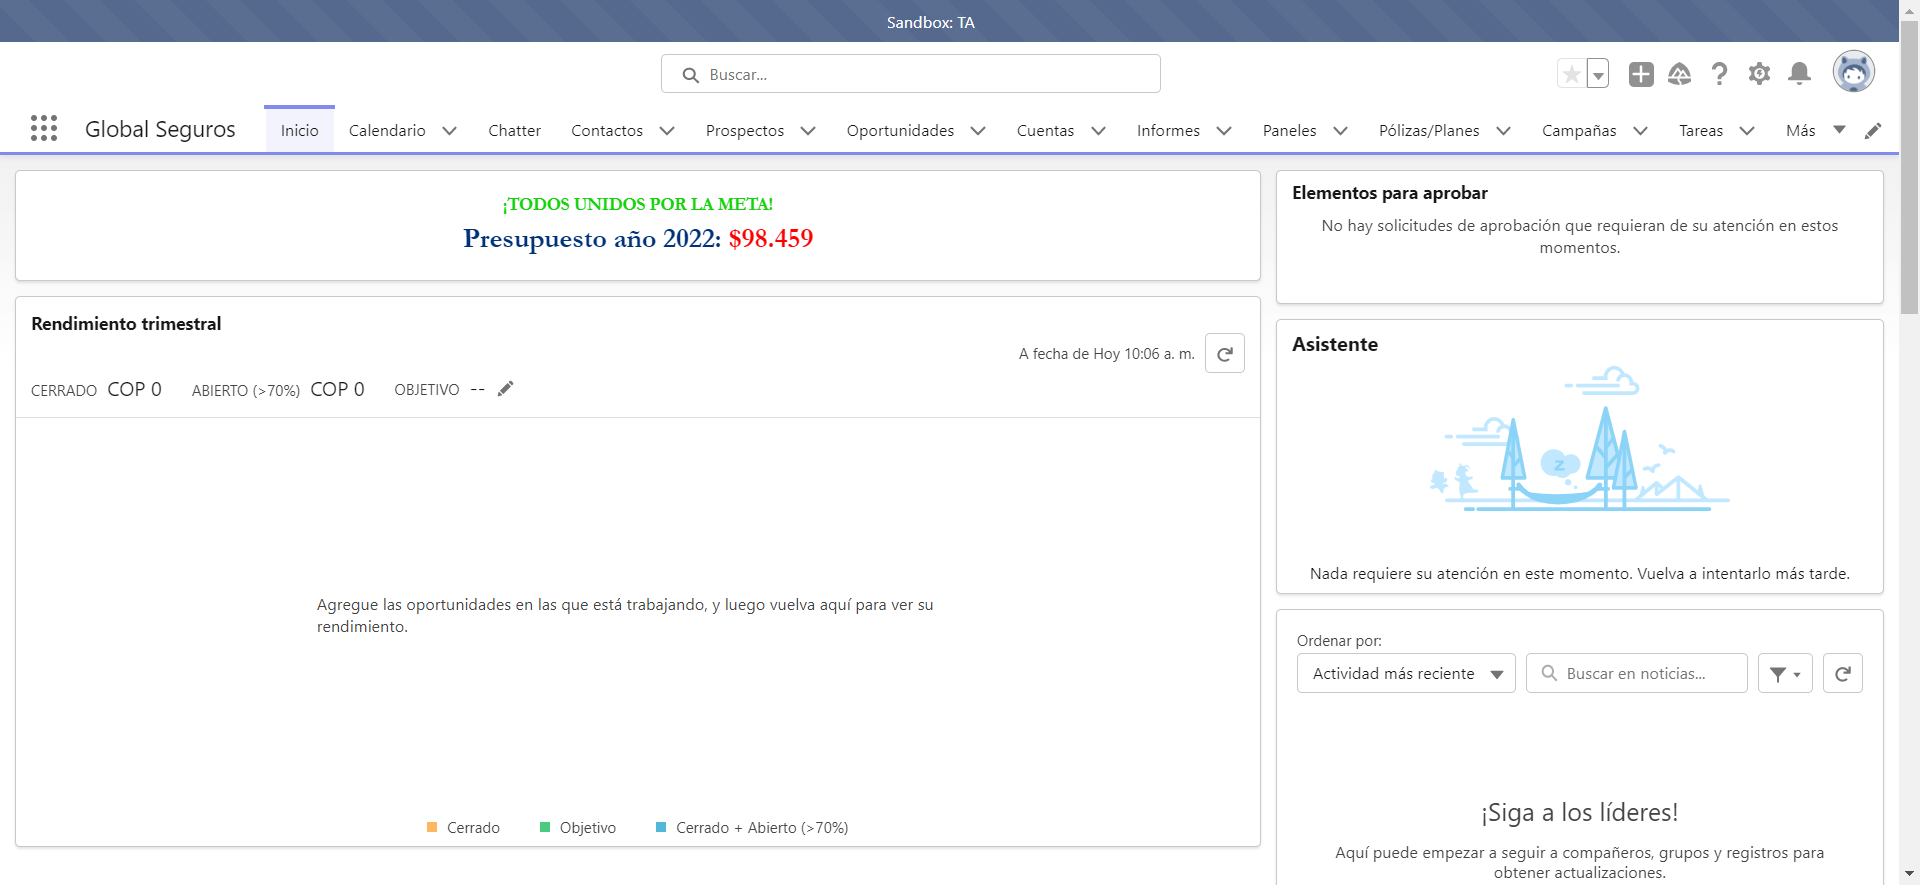 Sandbox: TA
Buscar...
Global Seguros
Inicio
Calendario
Chatter
Contactos
Prospectos
Oportunidades
Cuentas
Informes
Paneles
Pólizas/Planes
Campañas
Tareas
Más
¡TODOS UNIDOS POR LA META!
Presupuesto año 2022: $98.459
Rendimiento trimestral
A fecha de Hoy 10:06 a. m.
CERRADO COP 0 ABIERTO (>70%) COP 0 OBJETIVO --
Agregue las oportunidades en las que está trabajando, y luego vuelva aquí para ver su
rendimiento.
Cerrado
Objetivo
Cerrado + Abierto (>70%)
Elementos para aprobar
No hay solicitudes de aprobación que requieran de su atención en estos
momentos.
Asistente
z
Nada requiere su atención en este momento. Vuelva a intentarlo más tarde.
Ordenar por:
Actividad más reciente
Buscar en noticias...
¡Siga a los líderes!
Aquí puede empezar a seguir a compañeros, grupos y registros para
obtener actualizaciones.